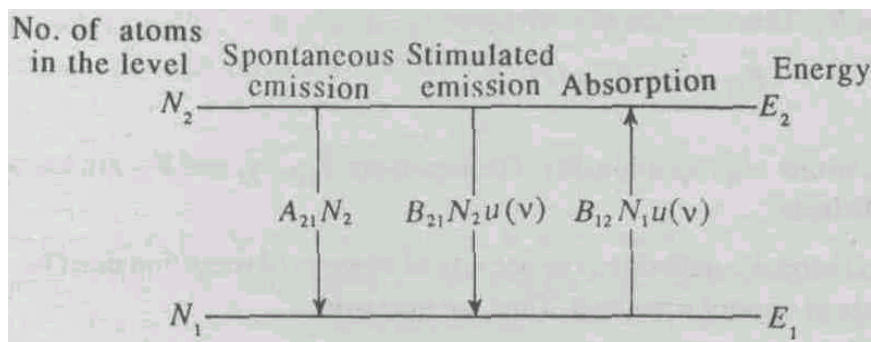 No. of atoms
in the level
Spontaneous
emission
Stimulated
emission
Absorption
Energy
N₂
E₂
A₂₁N₂
B₂₁N₂u(ν)
B₁₂N₁u(ν)
N₁
E₁